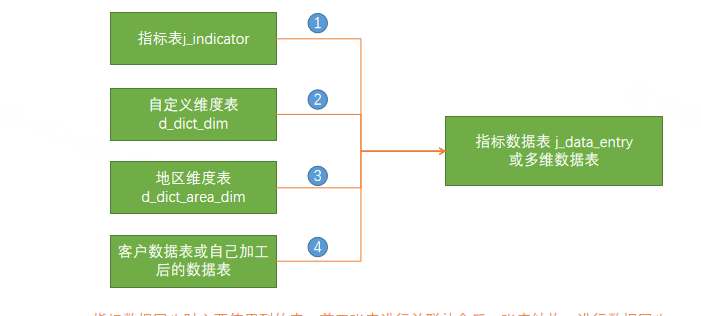 指标表j_indicator
1
自定义维度表
d_dict_dim
2
地区维度表
d_dict_area_dim
3
客户数据表或自己加工
后的数据表
4
指标数据表 j_data_entry
或多维数据表